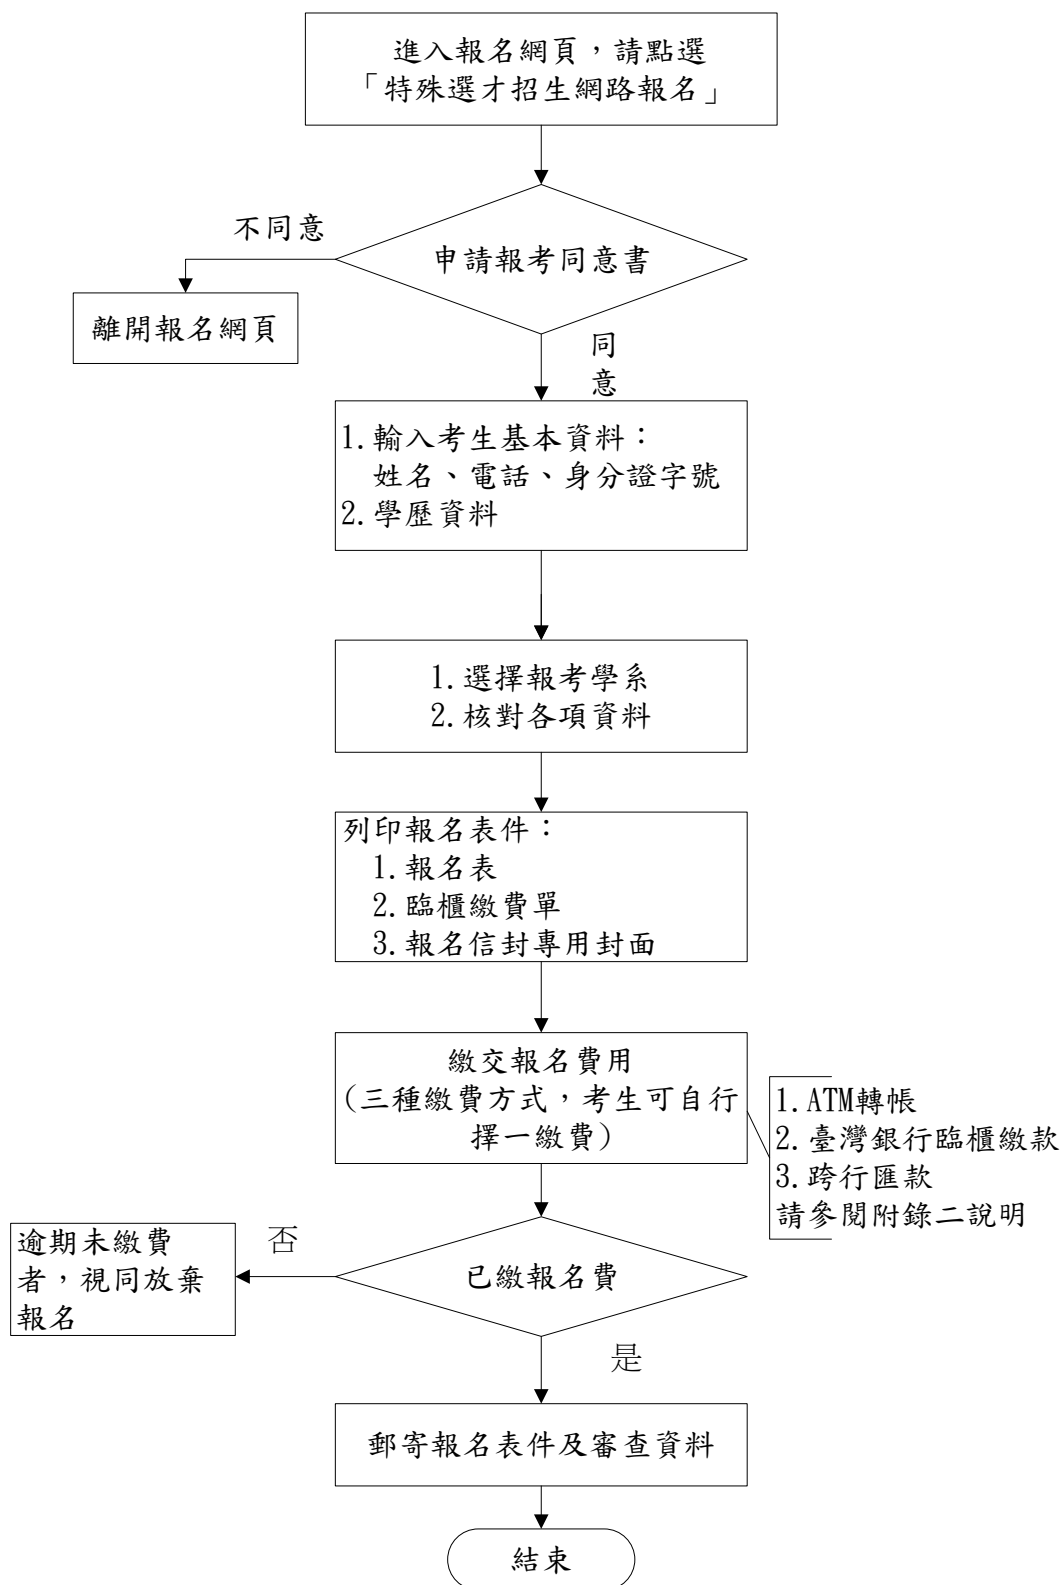 進入報名網頁，請點選
「特殊選才招生網路報名」
不同意
申請報考同意書
離開報名網頁
同
意
1.輸入考生基本資料：
姓名、電話、身分證字號
2.學歷資料
1.選擇報考學系
2.核對各項資料
列印報名表件：
1.報名表
2.臨櫃繳費單
3.報名信封專用封面
繳交報名費用
(三種繳費方式，考生可自行
擇一繳費)
1.ATM轉帳
2.臺灣銀行臨櫃繳款
3.跨行匯款
請參閱附錄二說明
逾期未繳費
者，視同放棄
報名
否
已繳報名費
是
郵寄報名表件及審查資料
結束